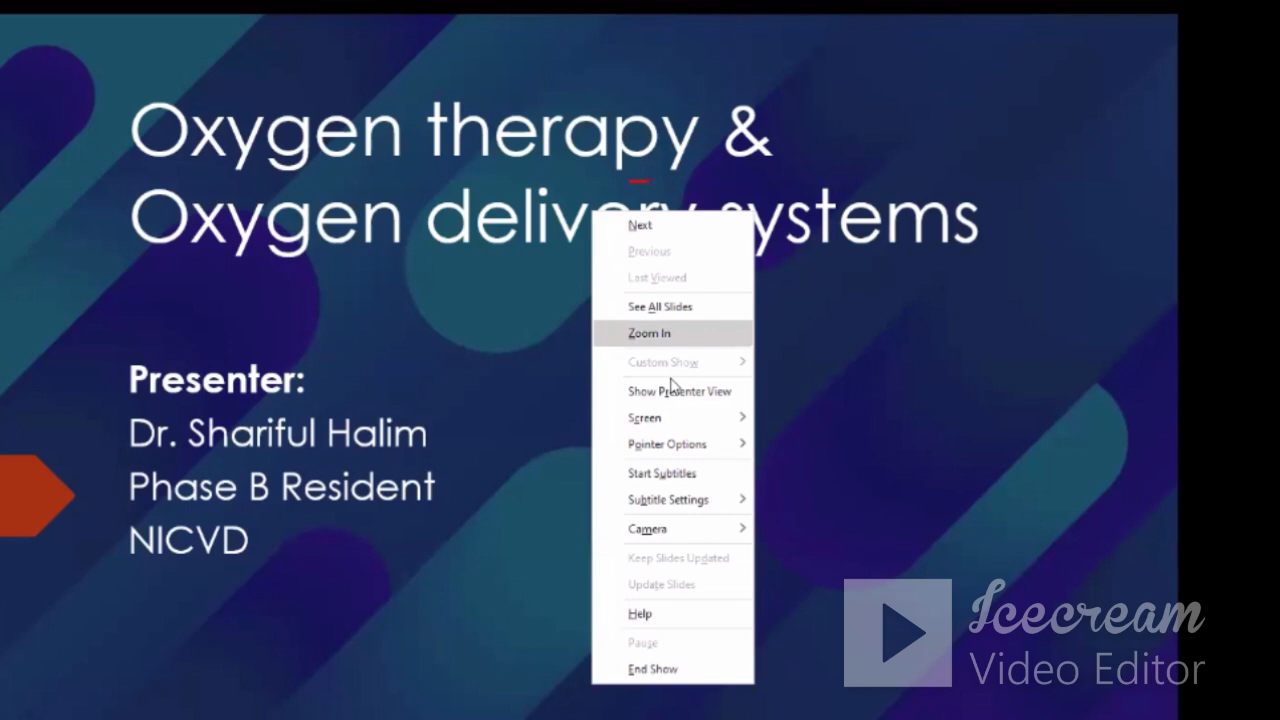 Oxygen therapy &
Oxygen delivery systems
Presenter:
Dr. Shariful Halim
Phase B Resident
NICVD
Next
Previous
Last Viewed
See All Slides
Zoom In
Custom Show
Show Presenter View
Screen
Pointer Options
Start Subtitles
Subtitle Settings
Camera
Keep Slides Updated
Update Slides
Help
Pause
End Show
Icecream
Video Editor